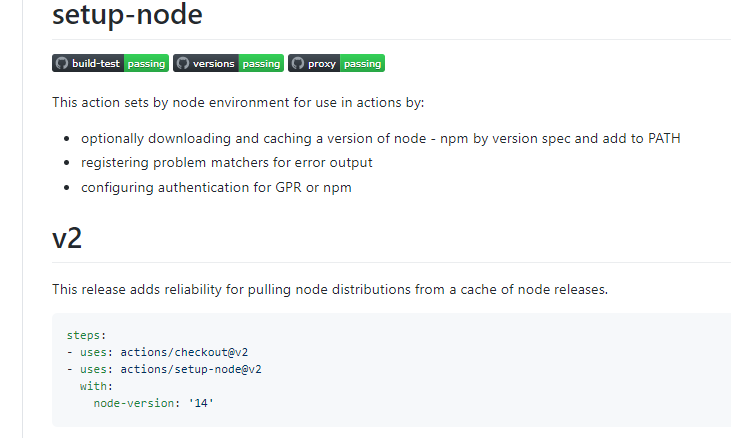 setup-node
build-test passing versions passing proxy passing
This action sets by node environment for use in actions by:
optionally downloading and caching a version of node - npm by version spec and add to PATH
registering problem matchers for error output
configuring authentication for GPR or npm
v2
This release adds reliability for pulling node distributions from a cache of node releases.
steps:
- uses: actions/checkout@v2
- uses: actions/setup-node@v2
  with:
    node-version: '14'